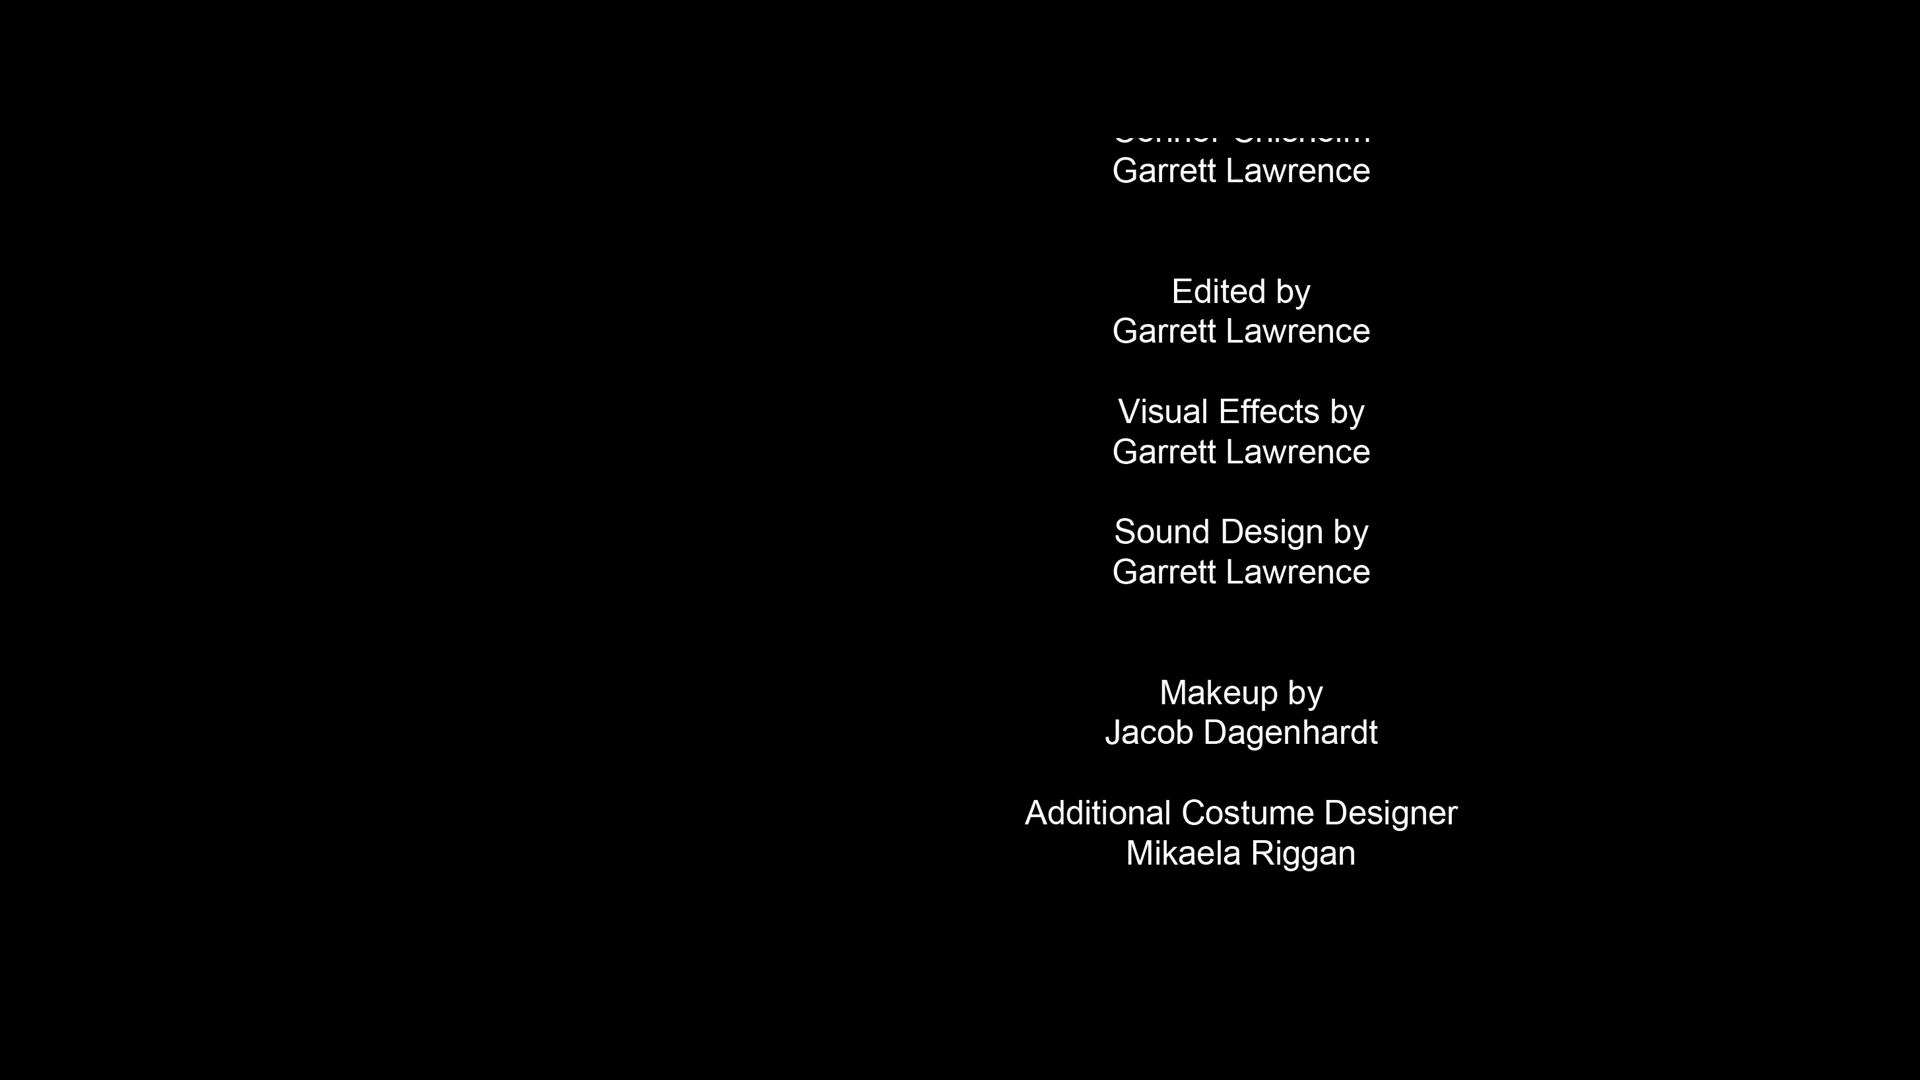 Garrett Lawrence
Edited by
Garrett Lawrence
Visual Effects by
Garrett Lawrence
Sound Design by
Garrett Lawrence
Makeup by
Jacob Dagenhardt
Additional Costume Designer
Mikaela Riggan